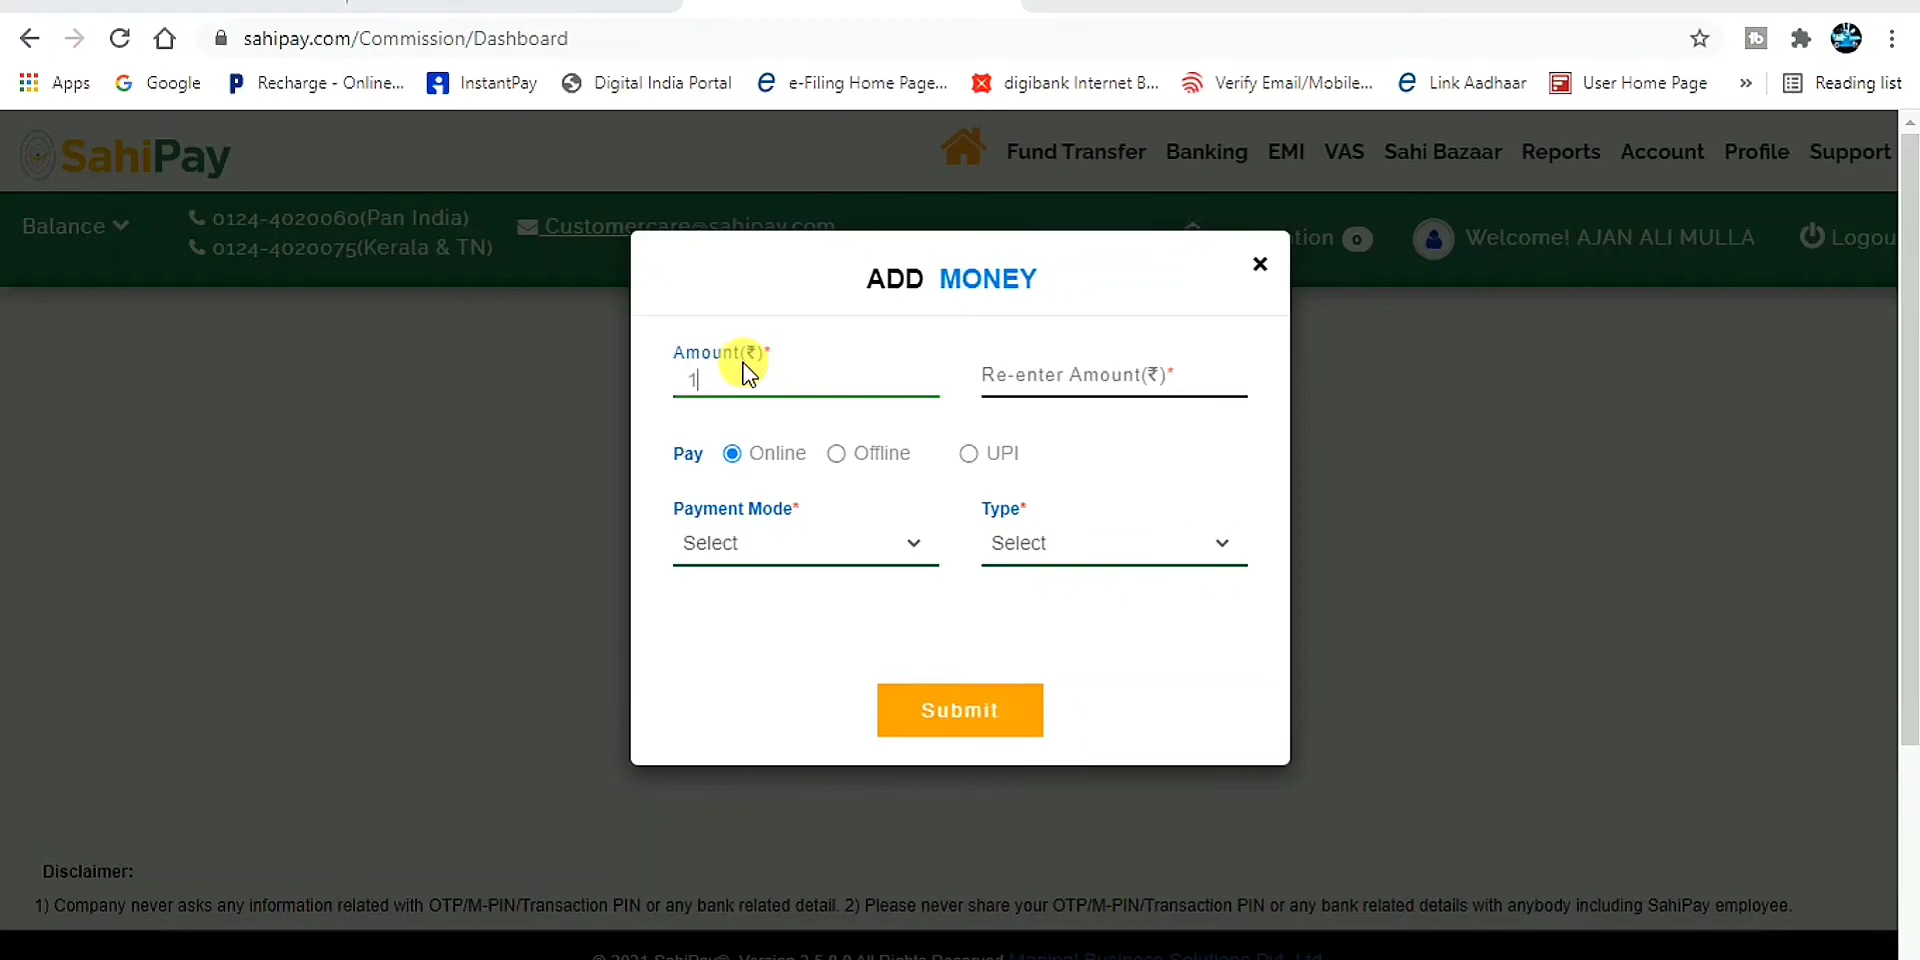 sahipay.com/Commission/Dashboard
Apps Google Recharge - Online... InstantPay Digital India Portal e-Filing Home Page... digibank Internet B... Verify Email/Mobile... Link Aadhaar User Home Page » Reading list
SahiPay Fund Transfer Banking EMI VAS Sahi Bazaar Reports Account Profile Support
Balance 0124-4020060(Pan India) Customercare@sahipay.com
0124-4020075(Kerala & TN) 0 Welcome! AJAN ALI MULLA Logou
ADD MONEY ×
Amount(₹)*
1 Re-enter Amount(₹)*
Pay Online Offline UPI
Payment Mode* Type*
Select Select
Submit
Disclaimer:
1) Company never asks any information related with OTP/M-PIN/Transaction PIN or any bank related detail. 2) Please never share your OTP/M-PIN/Transaction PIN or any bank related details with anybody including SahiPay employee.